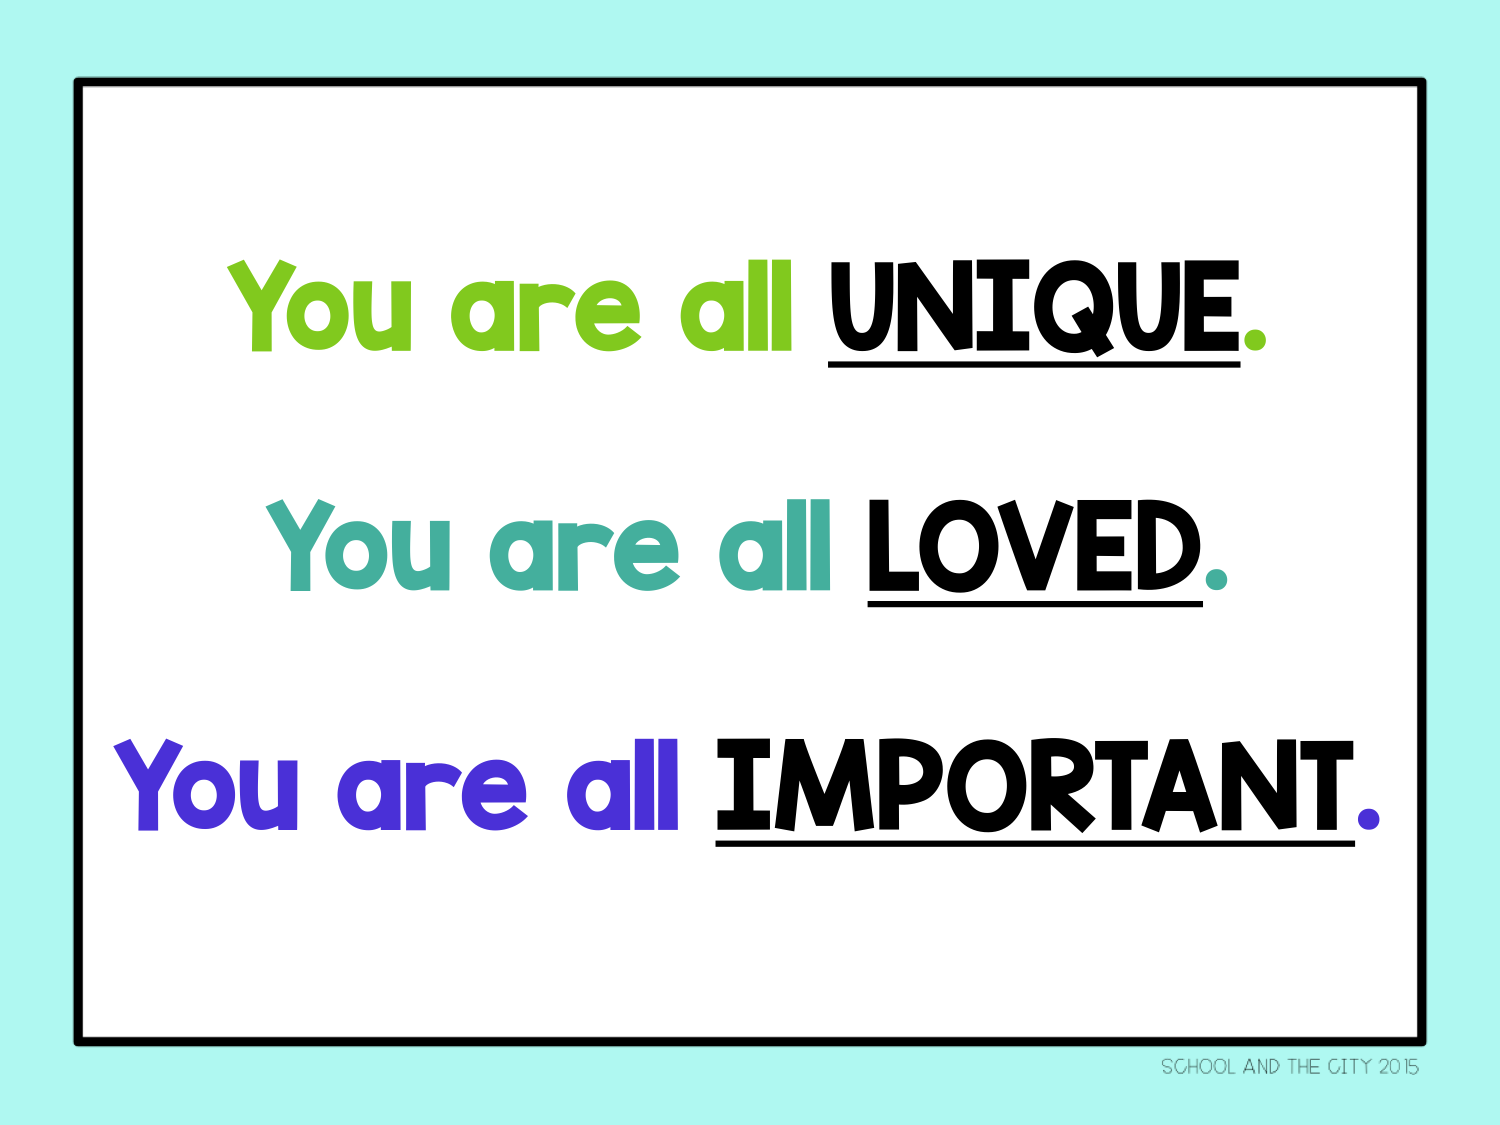 You are all UNIQUE.
You are all LOVED.
You are all IMPORTANT.
SCHOOL AND THE CITY 2015